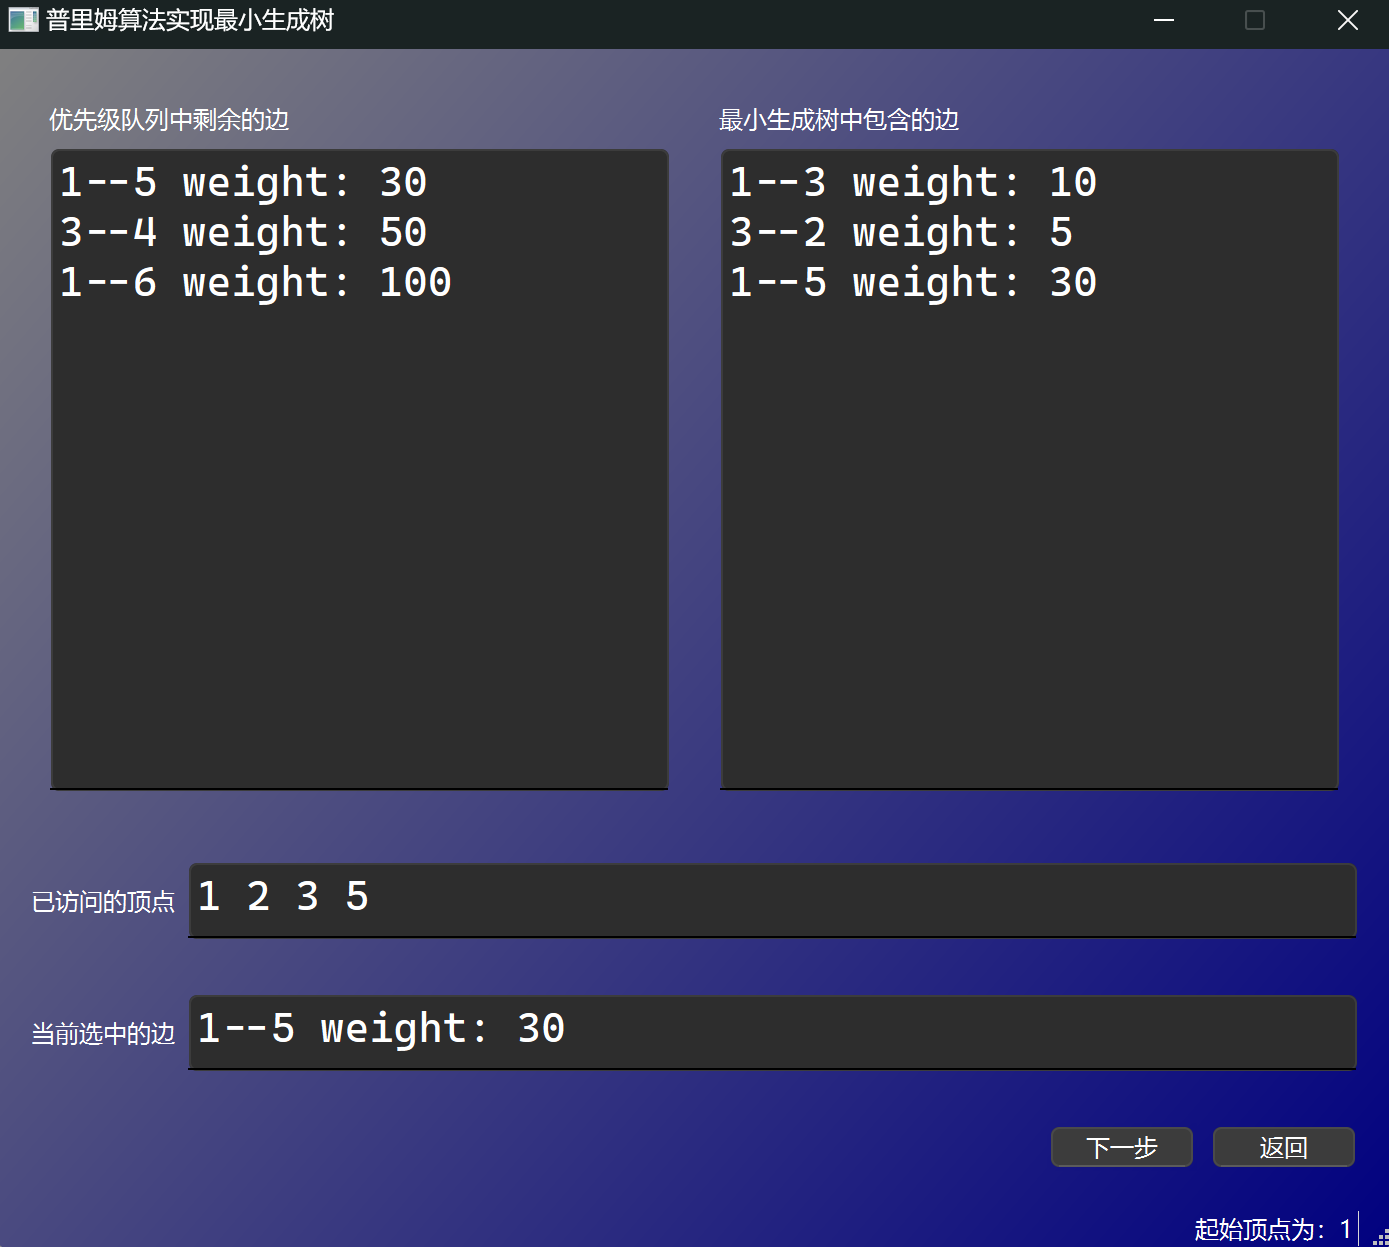 普里姆算法实现最小生成树
优先级队列中剩余的边
1--5 weight: 30
3--4 weight: 50
1--6 weight: 100
最小生成树中包含的边
1--3 weight: 10
3--2 weight: 5
1--5 weight: 30
已访问的顶点
1 2 3 5
当前选中的边
1--5 weight: 30
下一步
返回
起始顶点为：1